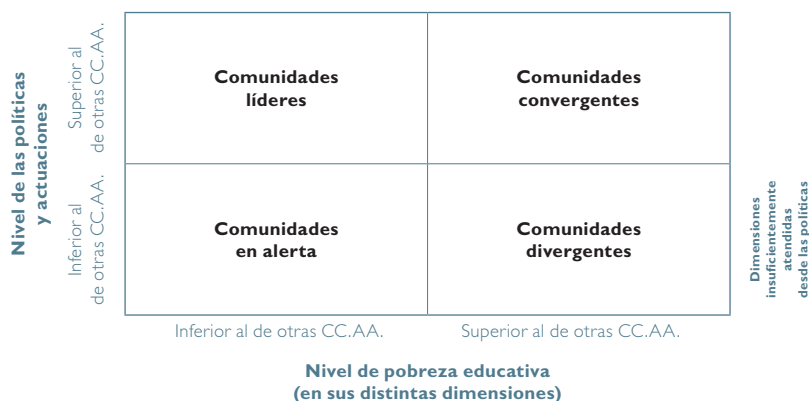 Nivel de las políticas
y actuaciones
Superior al
de otras CC.AA.
Comunidades
líderes
Comunidades
convergentes
Inferior al
de otras CC.AA.
Comunidades
en alerta
Comunidades
divergentes
Dimensiones
insuficientemente
atendidas
desde las políticas
Inferior al de otras CC.AA.
Superior al de otras CC.AA.
Nivel de pobreza educativa
(en sus distintas dimensiones)